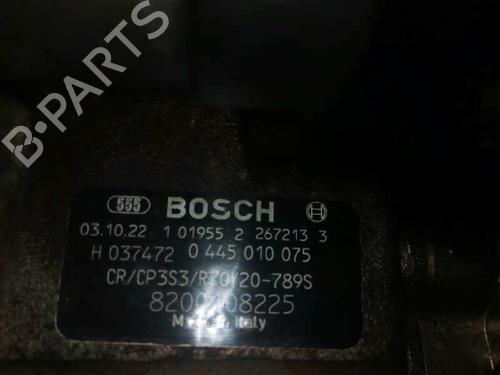 B-PARTS
555 BOSCH
03.10.22 1 01955 2 267213 3
H 037472 0 445 010 075
CR/CP3S3/R70/20-789S
8200108225
Made in Italy